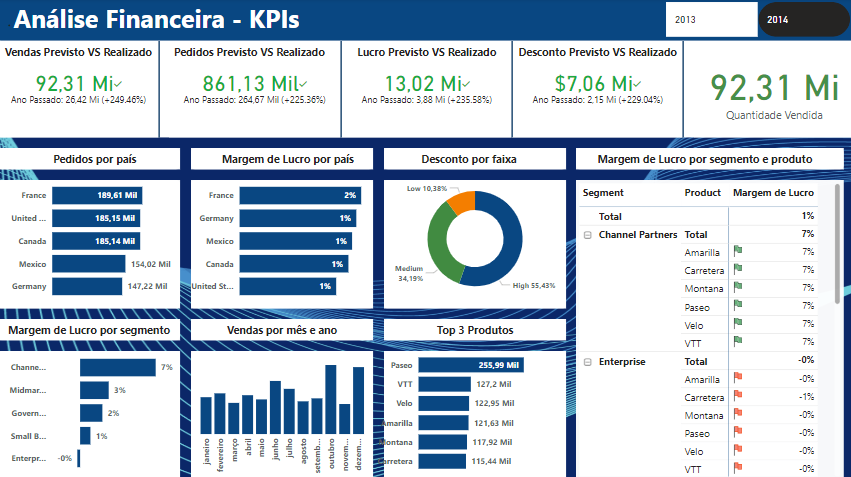 Análise Financeira - KPIs
2013
2014
Vendas Previsto VS Realizado
92,31 Mi
Ano Passado: 26,42 Mi (+249.46%)
Pedidos Previsto VS Realizado
861,13 Mil
Ano Passado: 264,67 Mil (+225.36%)
Lucro Previsto VS Realizado
13,02 Mi
Ano Passado: 3,88 Mi (+235.58%)
Desconto Previsto VS Realizado
$7,06 Mi
Ano Passado: 2,15 Mi (+229.04%)
92,31 Mi
Quantidade Vendida
Pedidos por país
France 189,61 Mil
United ... 185,15 Mil
Canada 185,14 Mil
Mexico 154,02 Mil
Germany 147,22 Mil
Margem de Lucro por país
France 2%
Germany 1%
Mexico 1%
Canada 1%
United St... 1%
Desconto por faixa
Low 10,38%
Medium
34,19%
High 55,43%
Margem de Lucro por segmento e produto
Segment Product Margem de Lucro
Total 1%
Channel Partners Total 7%
Amarilla 7%
Carretera 7%
Montana 7%
Paseo 7%
Velo 7%
VTT 7%
Enterprise Total -0%
Amarilla -0%
Carretera -1%
Montana -0%
Paseo -0%
Velo -0%
VTT -0%
Margem de Lucro por segmento
Channe... 7%
Midmar... 3%
Govern... 2%
Small B... 1%
Enterpr... -0%
Vendas por mês e ano
janeiro
fevereiro
março
abril
maio
junho
julho
agosto
setemb...
outubro
novem...
dezem...
Top 3 Produtos
Paseo 255,99 Mil
VTT 127,2 Mil
Velo 122,95 Mil
Amarilla 121,63 Mil
Montana 117,92 Mil
Carretera 115,44 Mil